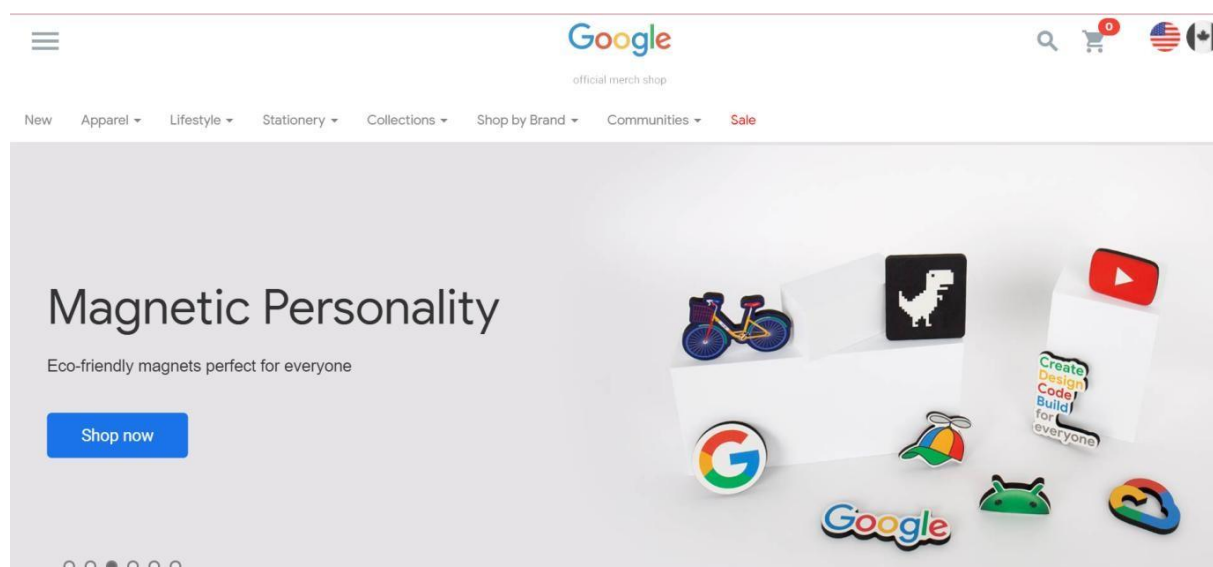 Google
0
official merch shop
New Apparel Lifestyle Stationery Collections Shop by Brand Communities Sale
Magnetic Personality
Eco-friendly magnets perfect for everyone
Shop now
Create
Design
Code
Build
for
everyone
G
Google